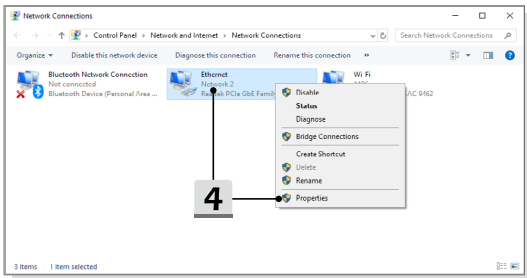 Network Connections
Control Panel > Network and Internet > Network Connections
Search Network Connections
Organize
Disable this network device
Diagnose this connection
Rename this connection
»
Bluetooth Network Connection
Not connected
Bluetooth Device (Personal Area ...
Ethernet
Network 2
Realtek PCIe GbE Family
Wi Fi
AC 9462
Disable
Status
Diagnose
Bridge Connections
Create Shortcut
Delete
Rename
Properties
4
3 items
1 item selected